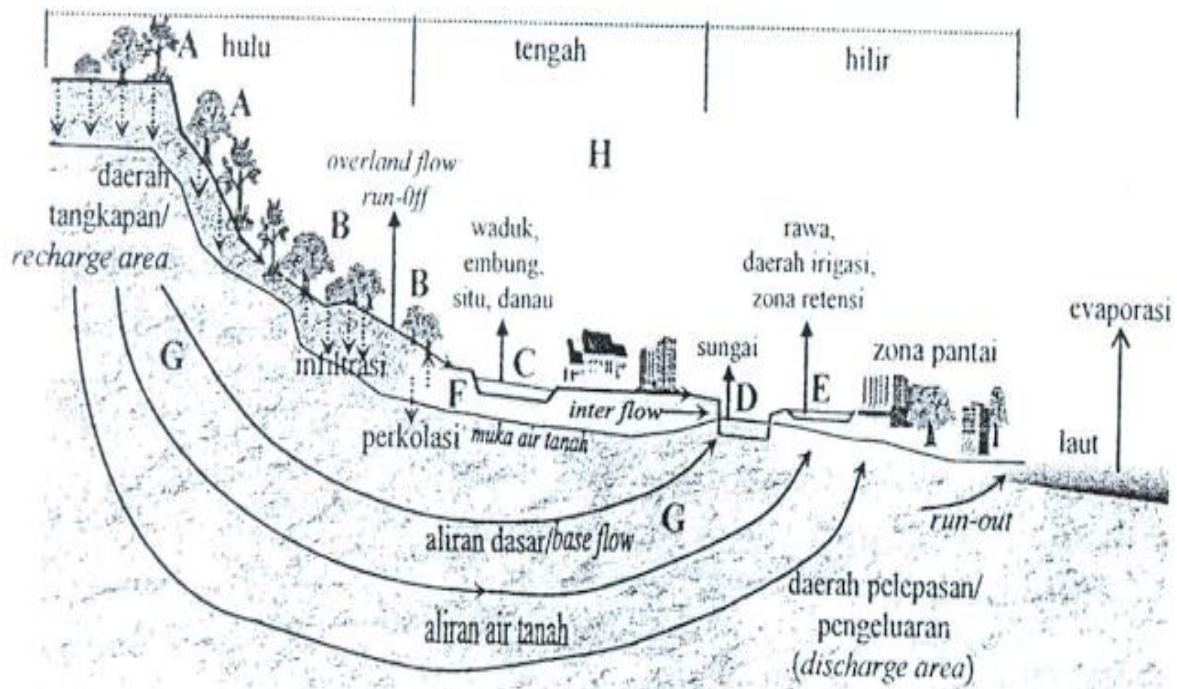 hulu
tengah
hilir
A
A
H
daerah
tangkapan/
recharge area
overland flow
run-0ff
B
B
waduk,
embung,
situ, danau
rawa,
daerah irigasi,
zona retensi
evaporasi
G
infiltrasi
C
sungai
zona pantai
F
inter flow
D
E
perkolasi
muka air tanah
laut
G
run-out
aliran dasar/base flow
aliran air tanah
daerah pelepasan/
pengeluaran
(discharge area)